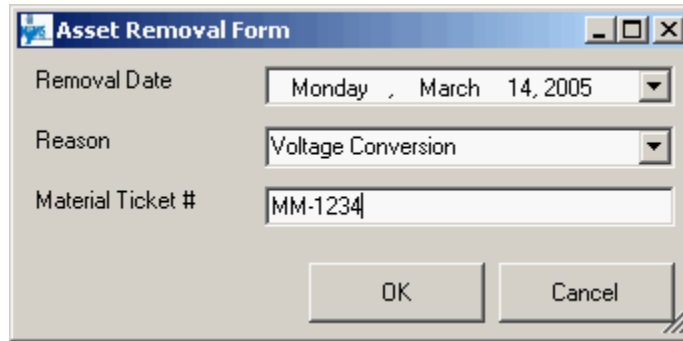 Asset Removal Form
Removal Date Monday , March 14, 2005
Reason Voltage Conversion
Material Ticket # MM-1234
OK Cancel